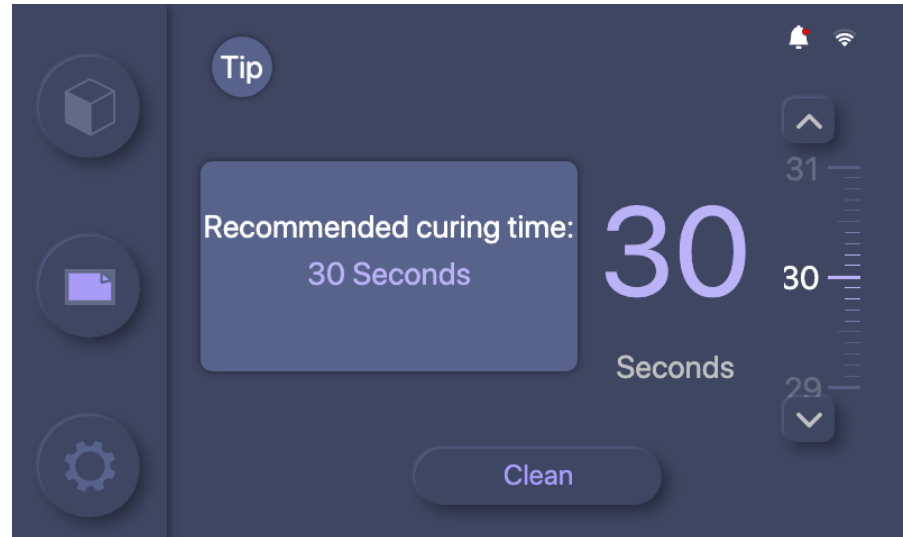 Tip
Recommended curing time:
30 Seconds
30
Seconds
31
30
29
Clean